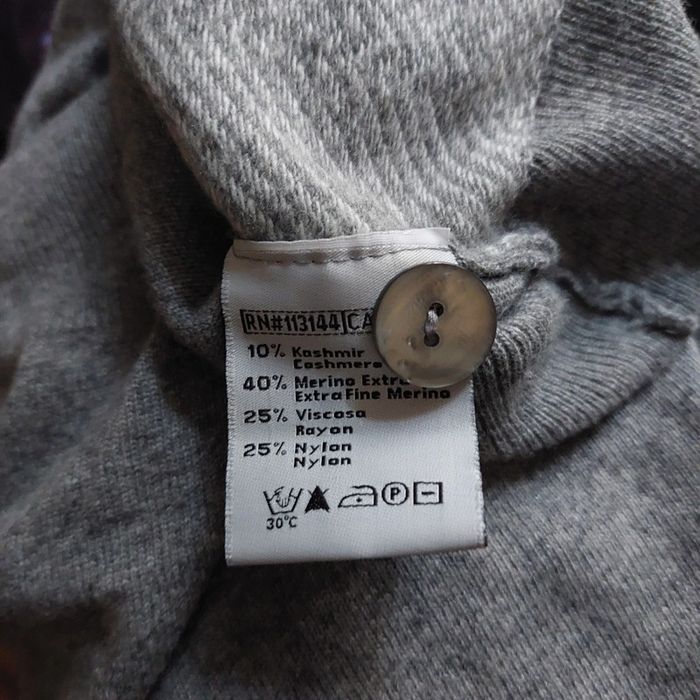 RN#113144 CA
10% Kashmir
Cashmere
40% Merino Extra
Extra Fine Merino
25% Viscosa
Rayon
25% Nylon
Nylon
P
30°C